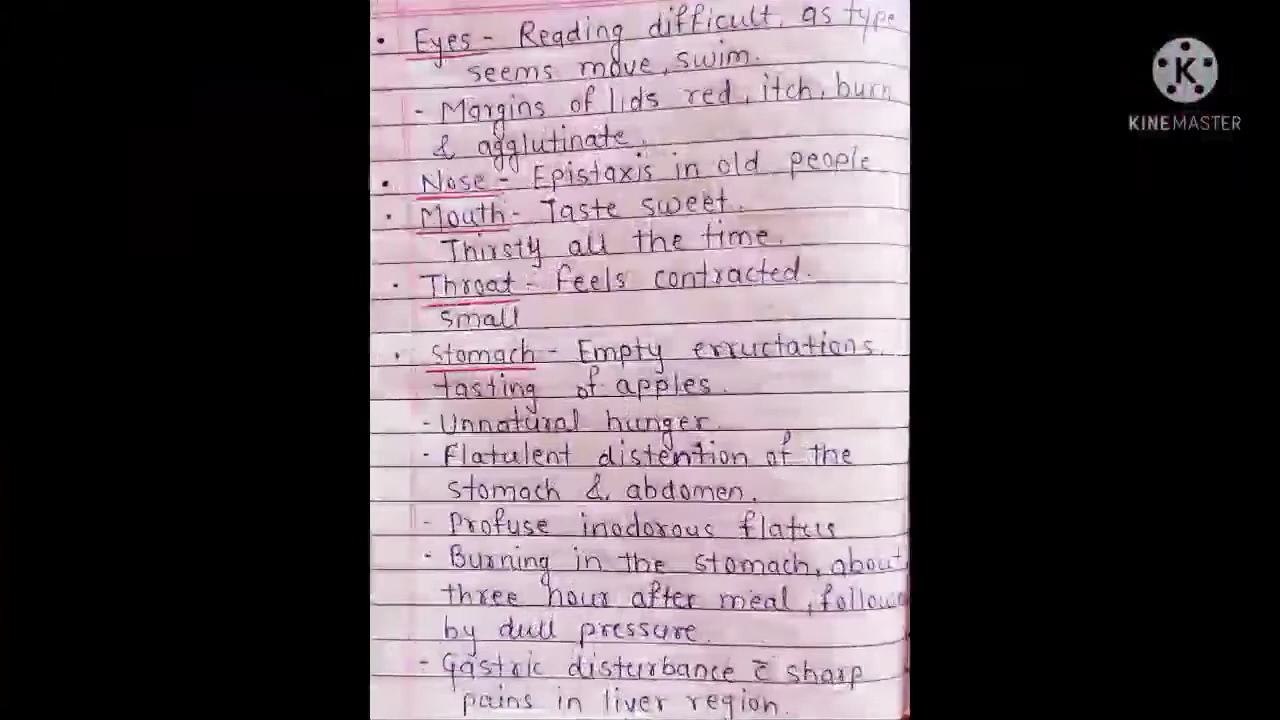 • Eyes - Reading difficult, as type
seems move, swim.
- Margins of lids red, itch, burn
& agglutinate.
• Nose - Epistaxis in old people
• Mouth - Taste sweet.
Thirsty all the time.
• Throat - feels contracted.
small
• Stomach - Empty erructations.
tasting of apples.
- Unnatural hunger.
- Flatulent distention of the
stomach & abdomen.
- Profuse inodorous flatus
- Burning in the stomach, about
three hour after meal, follow
by dull pressure.
- Gastric disturbance c̄ sharp
pains in liver region.
K
KINEMASTER